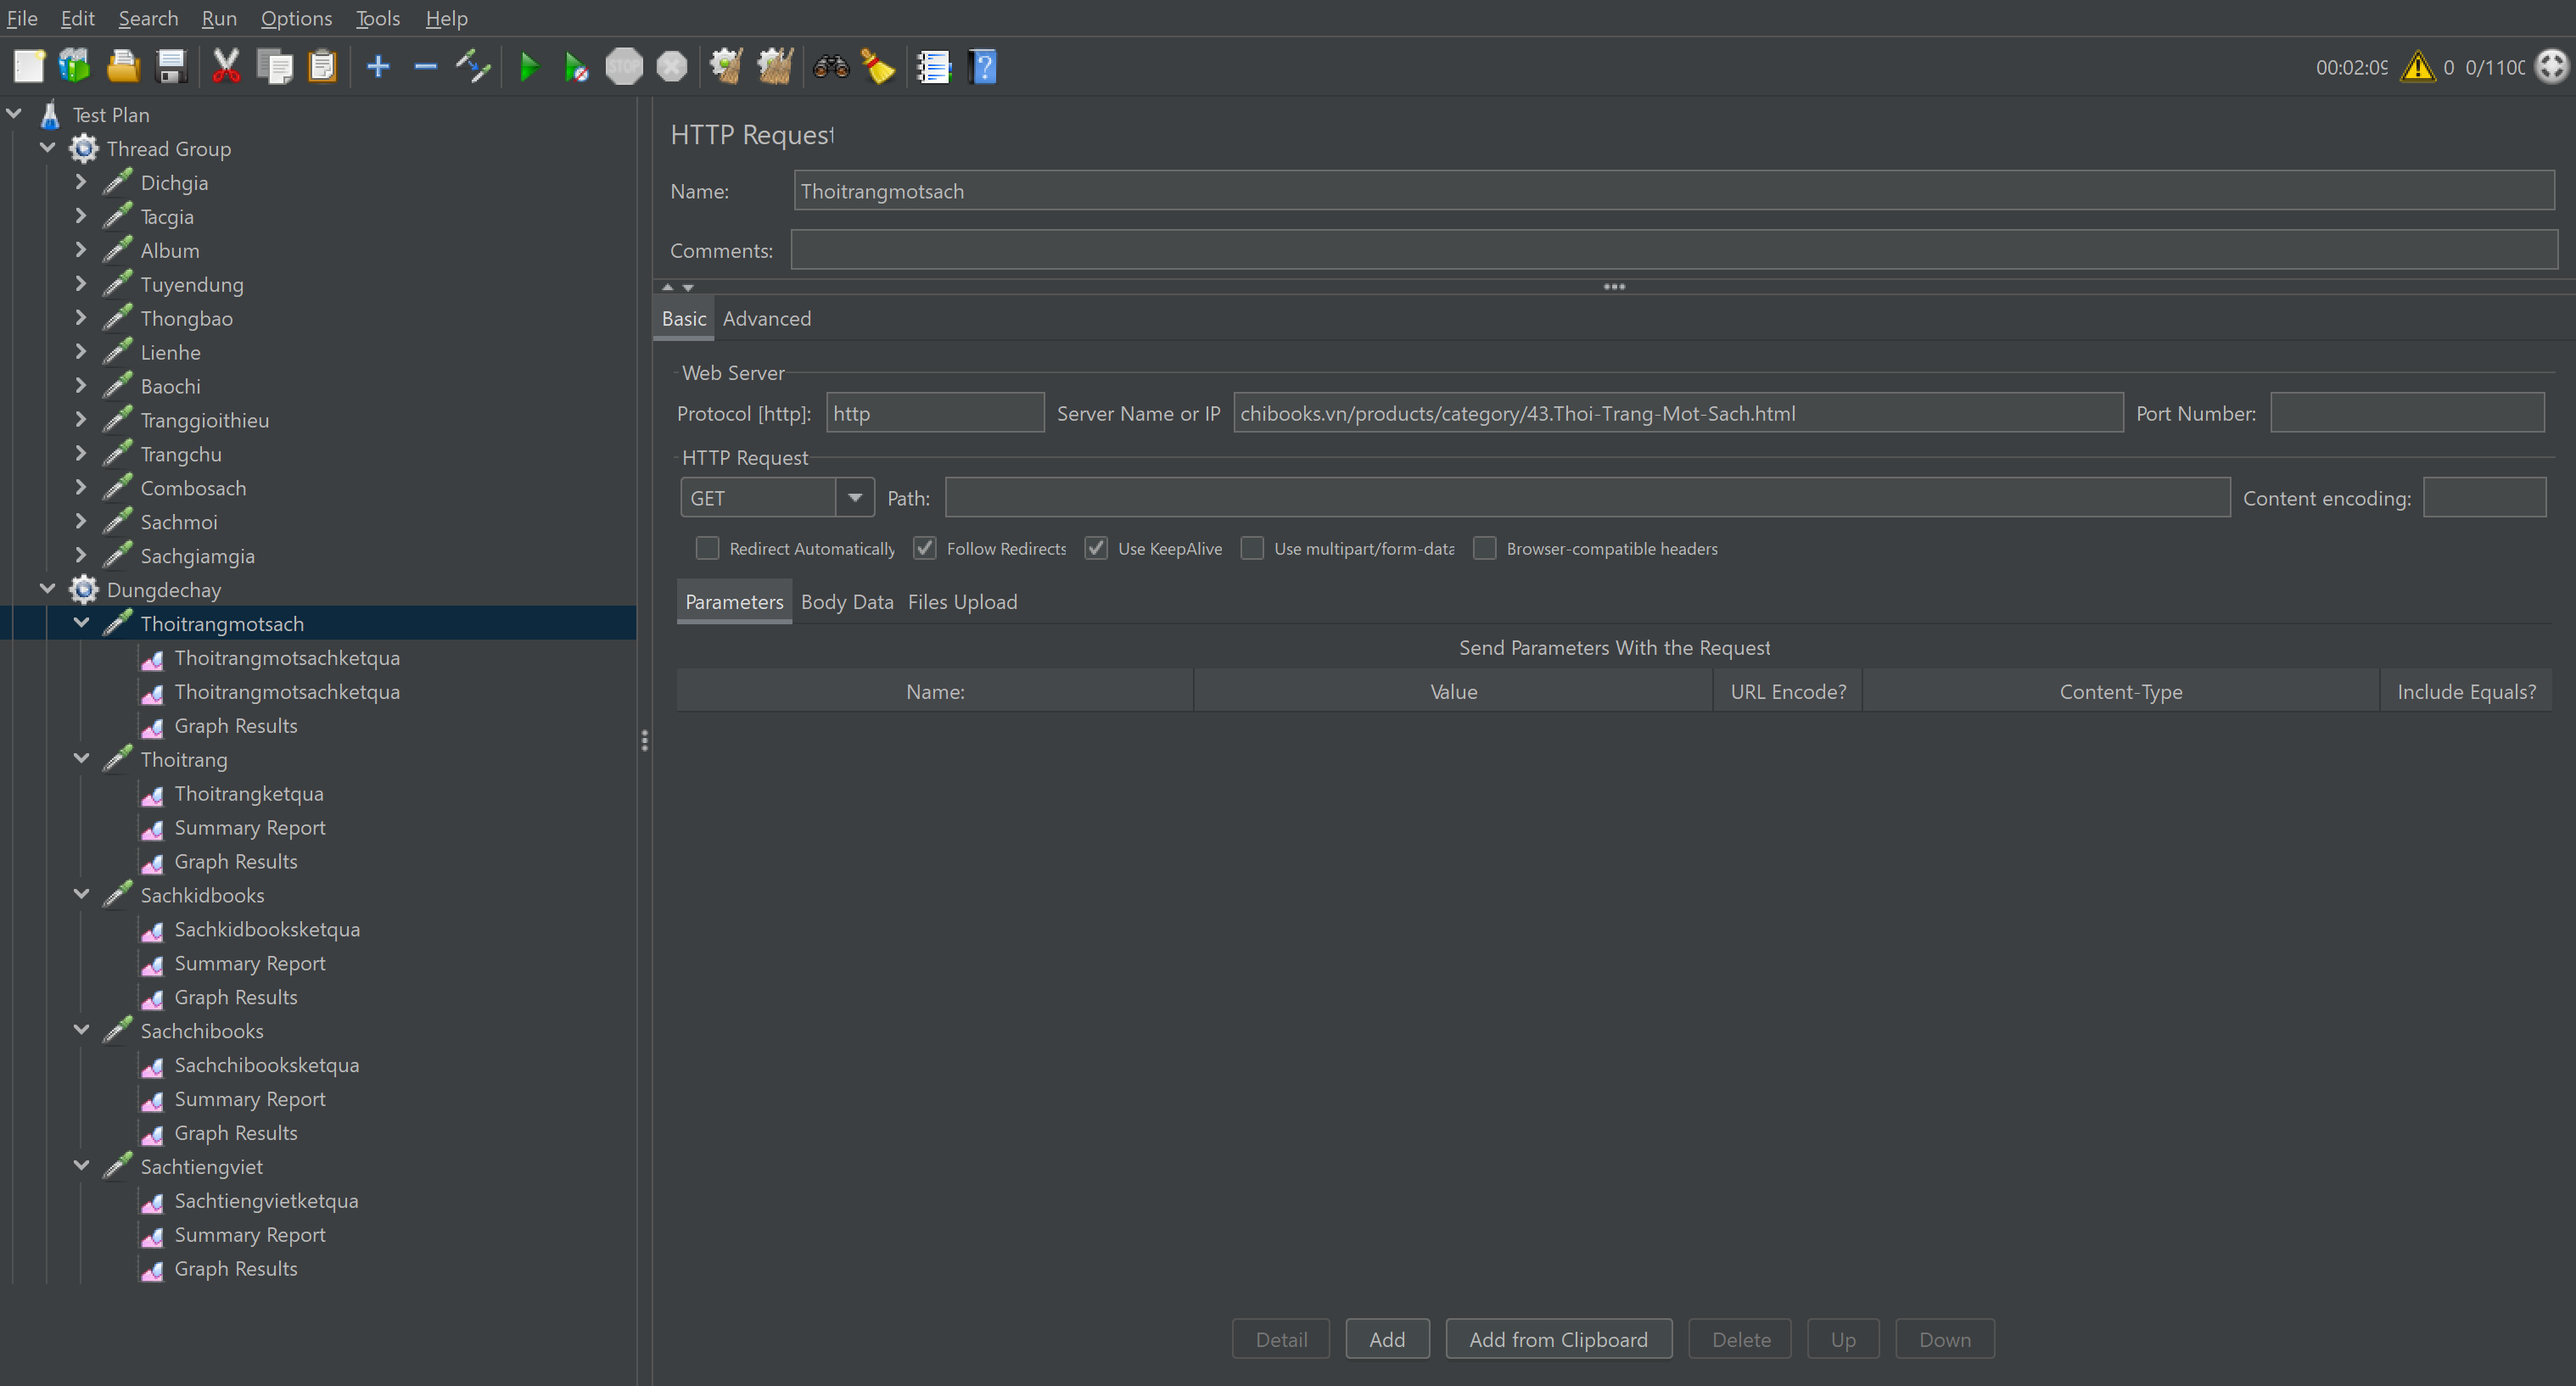 File Edit Search Run Options Tools Help
STOP
00:02:09 0 0/1100
Test Plan
Thread Group
Dichgia
Tacgia
Album
Tuyendung
Thongbao
Lienhe
Baochi
Tranggioithieu
Trangchu
Combosach
Sachmoi
Sachgiamgia
Dungdechay
Thoitrangmotsach
Thoitrangmotsachketqua
Thoitrangmotsachketqua
Graph Results
Thoitrang
Thoitrangketqua
Summary Report
Graph Results
Sachkidbooks
Sachkidbooksketqua
Summary Report
Graph Results
Sachchibooks
Sachchibooksketqua
Summary Report
Graph Results
Sachtiengviet
Sachtiengvietketqua
Summary Report
Graph Results
HTTP Request
Name: Thoitrangmotsach
Comments:
Basic Advanced
Web Server
Protocol [http]: http Server Name or IP chibooks.vn/products/category/43.Thoi-Trang-Mot-Sach.html Port Number:
HTTP Request
GET Path: Content encoding:
Redirect Automatically Follow Redirects Use KeepAlive Use multipart/form-data Browser-compatible headers
Parameters Body Data Files Upload
Send Parameters With the Request
Name: Value URL Encode? Content-Type Include Equals?
Detail Add Add from Clipboard Delete Up Down